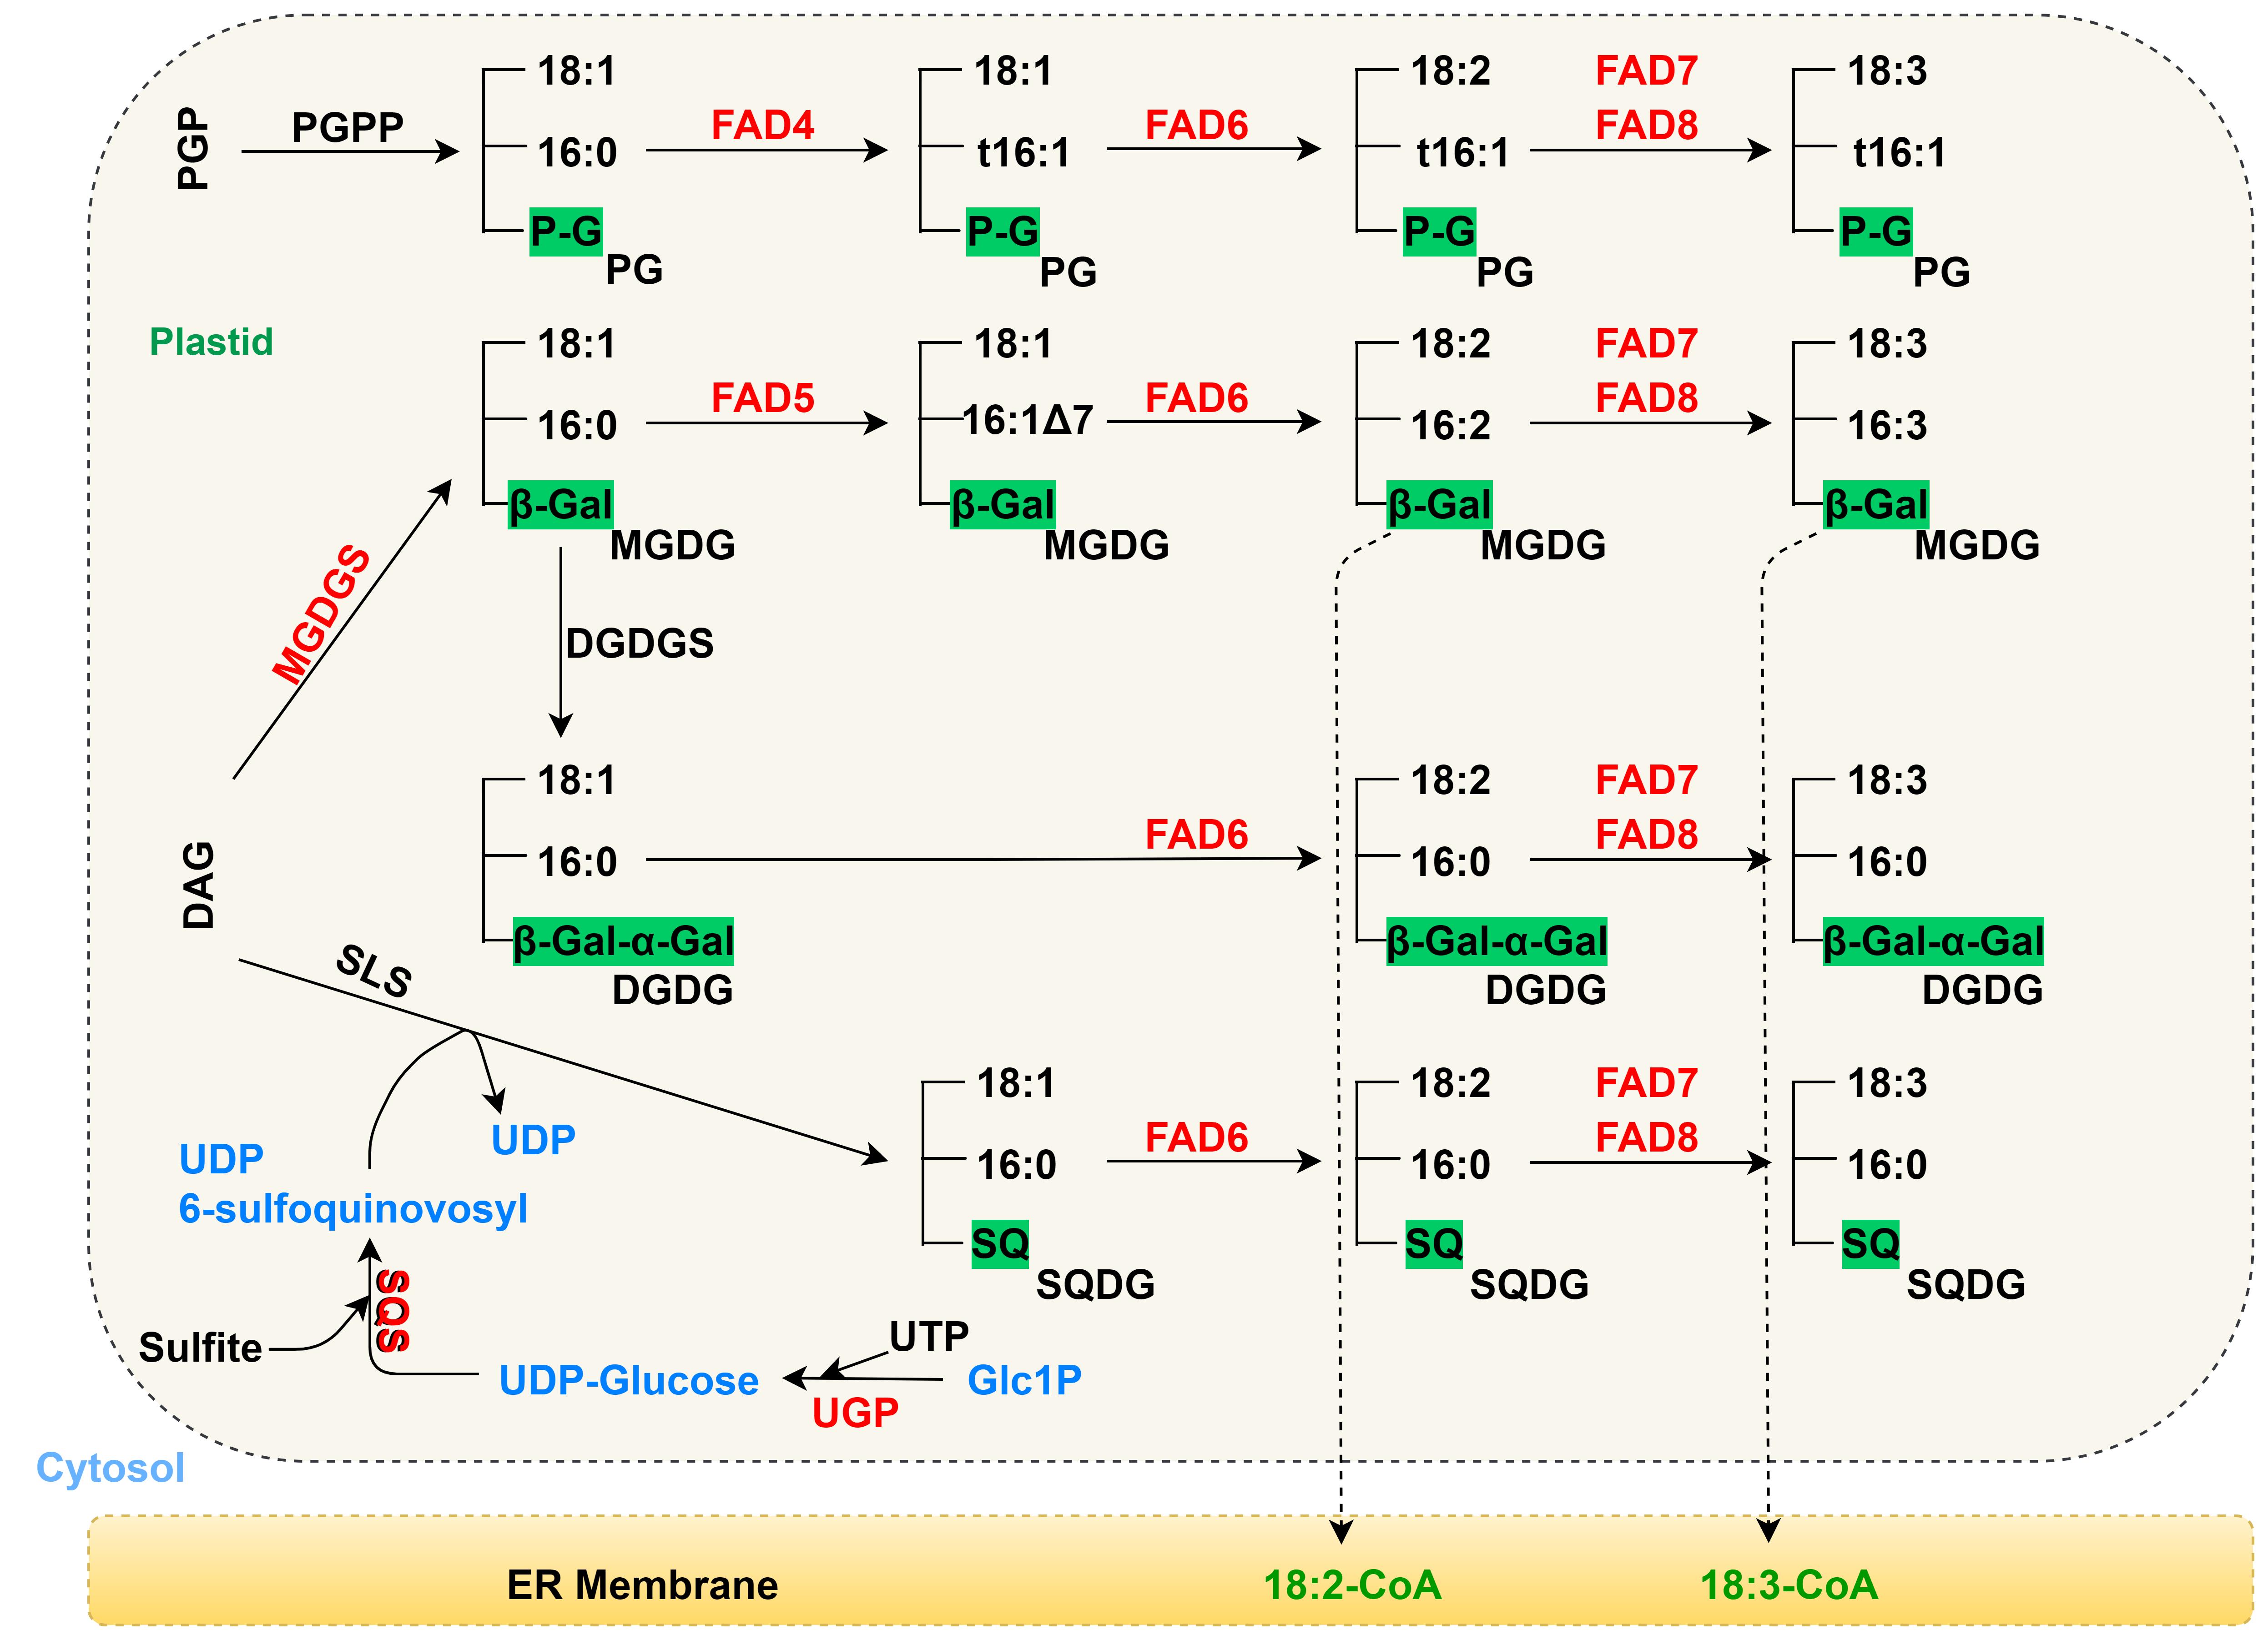 18:1
18:1
18:2
FAD7
18:3
PGP
PGPP
FAD4
FAD6
FAD8
16:0
t16:1
t16:1
t16:1
P-G
P-G
P-G
P-G
PG
PG
PG
PG
Plastid
18:1
18:1
18:2
FAD7
18:3
FAD5
FAD6
FAD8
16:0
16:1Δ7
16:2
16:3
β-Gal
β-Gal
β-Gal
β-Gal
MGDG
MGDG
MGDG
MGDG
MGDGS
DGDGS
18:1
18:2
FAD7
18:3
FAD6
FAD8
DAG
16:0
16:0
16:0
β-Gal-α-Gal
β-Gal-α-Gal
β-Gal-α-Gal
DGDG
DGDG
DGDG
SLS
18:1
18:2
FAD7
18:3
UDP
FAD6
FAD8
UDP
16:0
16:0
16:0
6-sulfoquinovosyl
SQ
SQ
SQ
SQDG
SQDG
SQDG
SQS
Sulfite
UTP
UDP-Glucose
Glc1P
UGP
Cytosol
ER Membrane
18:2-CoA
18:3-CoA